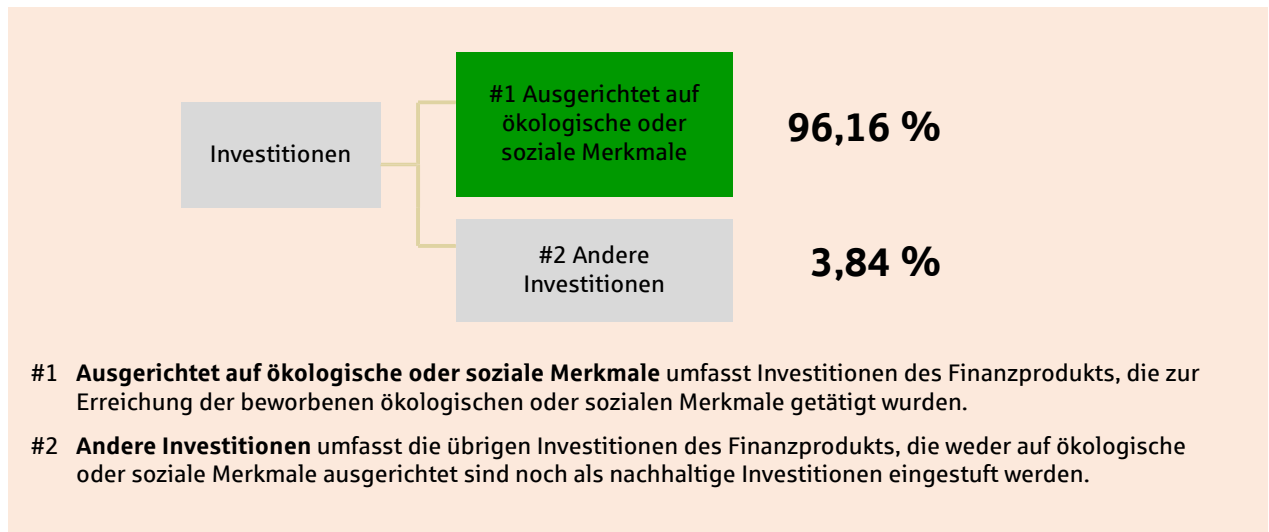 #1 Ausgerichtet auf
ökologische oder
soziale Merkmale
96,16 %
Investitionen
#2 Andere
Investitionen
3,84 %
#1 Ausgerichtet auf ökologische oder soziale Merkmale umfasst Investitionen des Finanzprodukts, die zur
Erreichung der beworbenen ökologischen oder sozialen Merkmale getätigt wurden.
#2 Andere Investitionen umfasst die übrigen Investitionen des Finanzprodukts, die weder auf ökologische
oder soziale Merkmale ausgerichtet sind noch als nachhaltige Investitionen eingestuft werden.